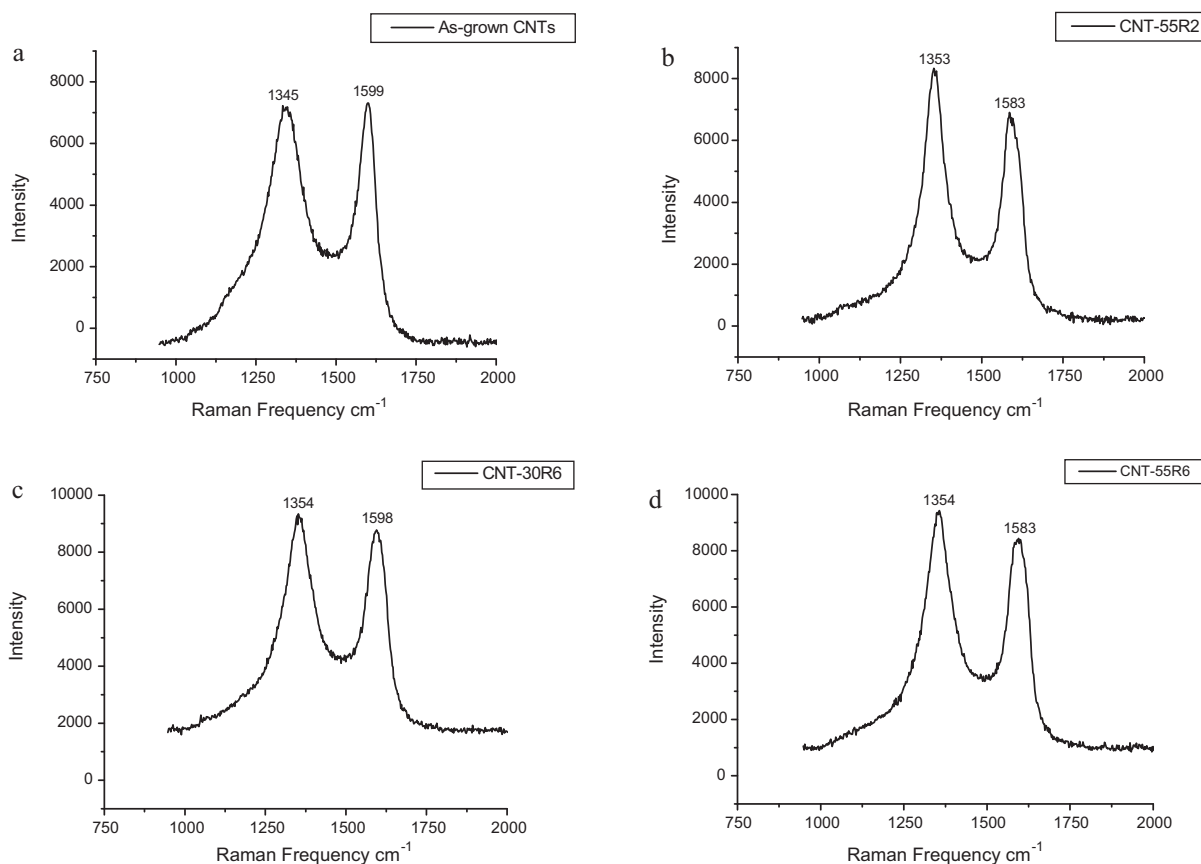 a
As-grown CNTs
1345
1599
8000
6000
4000
2000
0
Intensity
750 1000 1250 1500 1750 2000
Raman Frequency cm⁻¹
b
CNT-55R2
1353
1583
8000
6000
4000
2000
0
Intensity
750 1000 1250 1500 1750 2000
Raman Frequency cm⁻¹
c
CNT-30R6
1354
1598
10000
8000
6000
4000
2000
0
Intensity
750 1000 1250 1500 1750 2000
Raman Frequency cm⁻¹
d
CNT-55R6
1354
1583
10000
8000
6000
4000
2000
0
Intensity
750 1000 1250 1500 1750 2000
Raman Frequency cm⁻¹